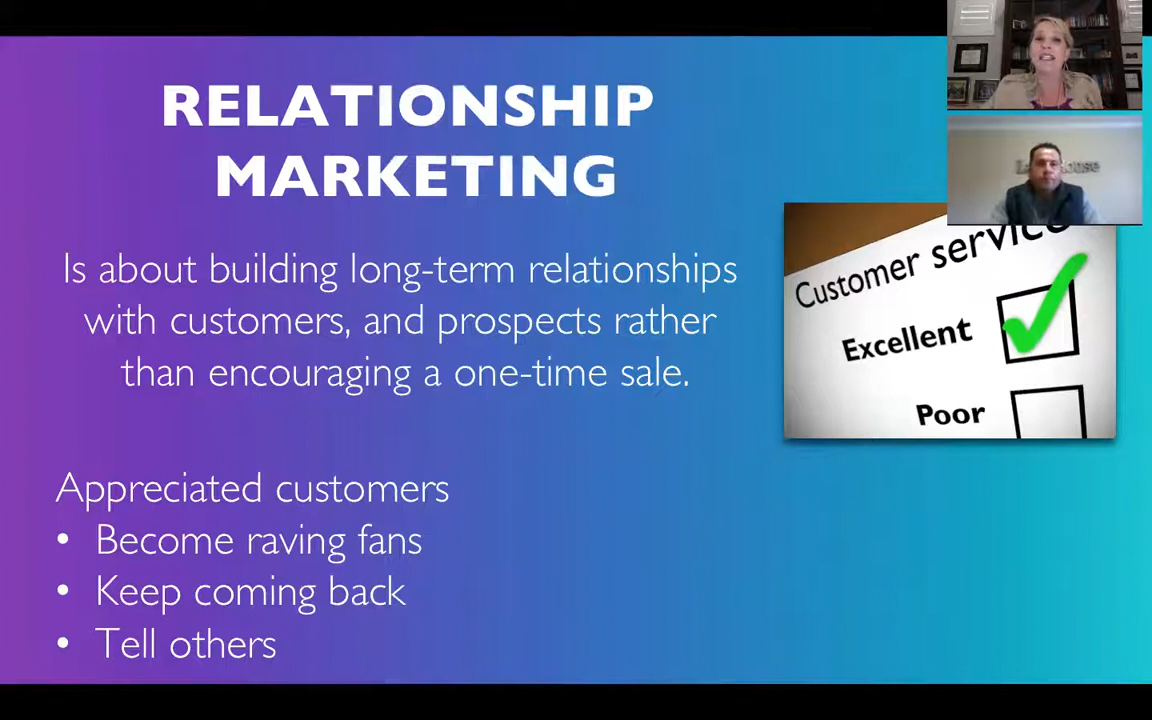 RELATIONSHIP
MARKETING
Is about building long-term relationships
with customers, and prospects rather
than encouraging a one-time sale.
Appreciated customers
• Become raving fans
• Keep coming back
• Tell others
Customer service
Excellent
Poor